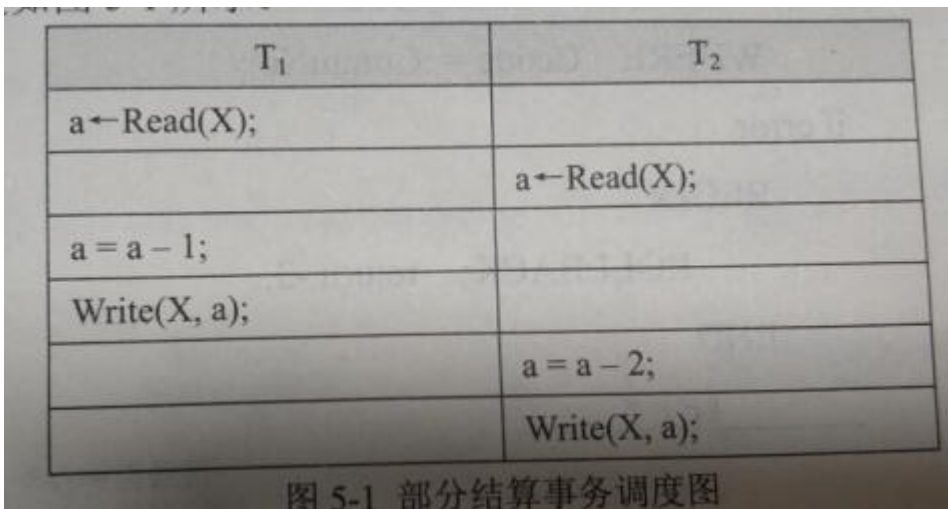 T₁ T₂
a←Read(X);
a←Read(X);
a = a – 1;
Write(X, a);
a = a – 2;
Write(X, a);
图 5-1 部分结算事务调度图